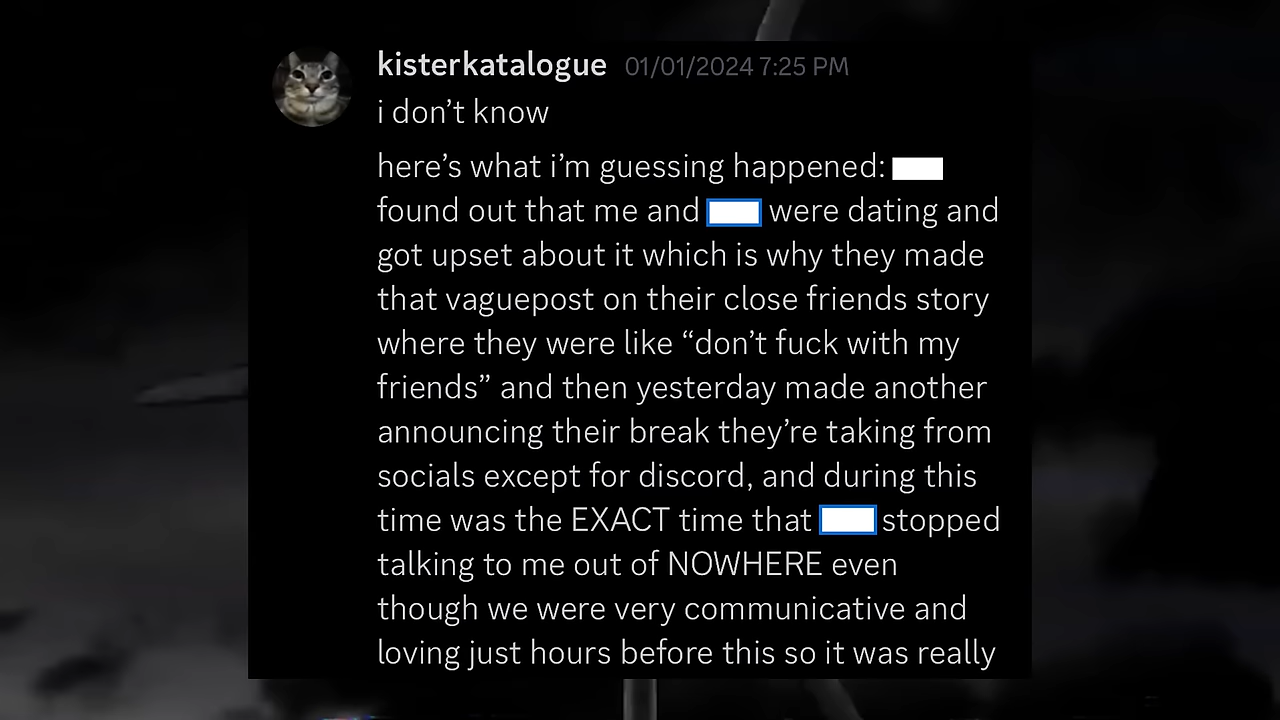 kisterkatalogue 01/01/2024 7:25 PM
i don’t know
here’s what i’m guessing happened:
found out that me and were dating and
got upset about it which is why they made
that vaguepost on their close friends story
where they were like “don’t fuck with my
friends” and then yesterday made another
announcing their break they’re taking from
socials except for discord, and during this
time was the EXACT time that stopped
talking to me out of NOWHERE even
though we were very communicative and
loving just hours before this so it was really